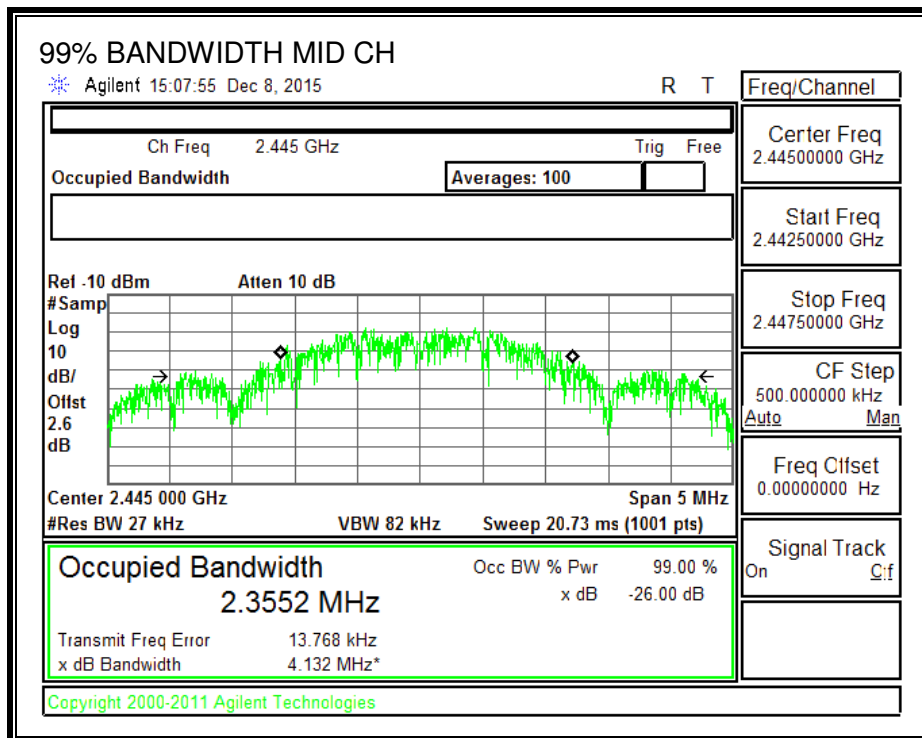 99% BANDWIDTH MID CH
Agilent 15:07:55 Dec 8, 2015 R T
Freq/Channel
Ch Freq 2.445 GHz Trig Free
Occupied Bandwidth Averages: 100
Center Freq
2.44500000 GHz
Start Freq
2.44250000 GHz
Stop Freq
2.44750000 GHz
CF Step
500.000000 kHz
Auto Man
Freq Offset
0.00000000 Hz
Signal Track
On Off
Ref -10 dBm Atten 10 dB
#Samp
Log
10
dB/
Offst
2.6
dB
Center 2.445 000 GHz Span 5 MHz
#Res BW 27 kHz VBW 82 kHz Sweep 20.73 ms (1001 pts)
Occupied Bandwidth
2.3552 MHz
Occ BW % Pwr 99.00 %
x dB -26.00 dB
Transmit Freq Error 13.768 kHz
x dB Bandwidth 4.132 MHz*
Copyright 2000-2011 Agilent Technologies